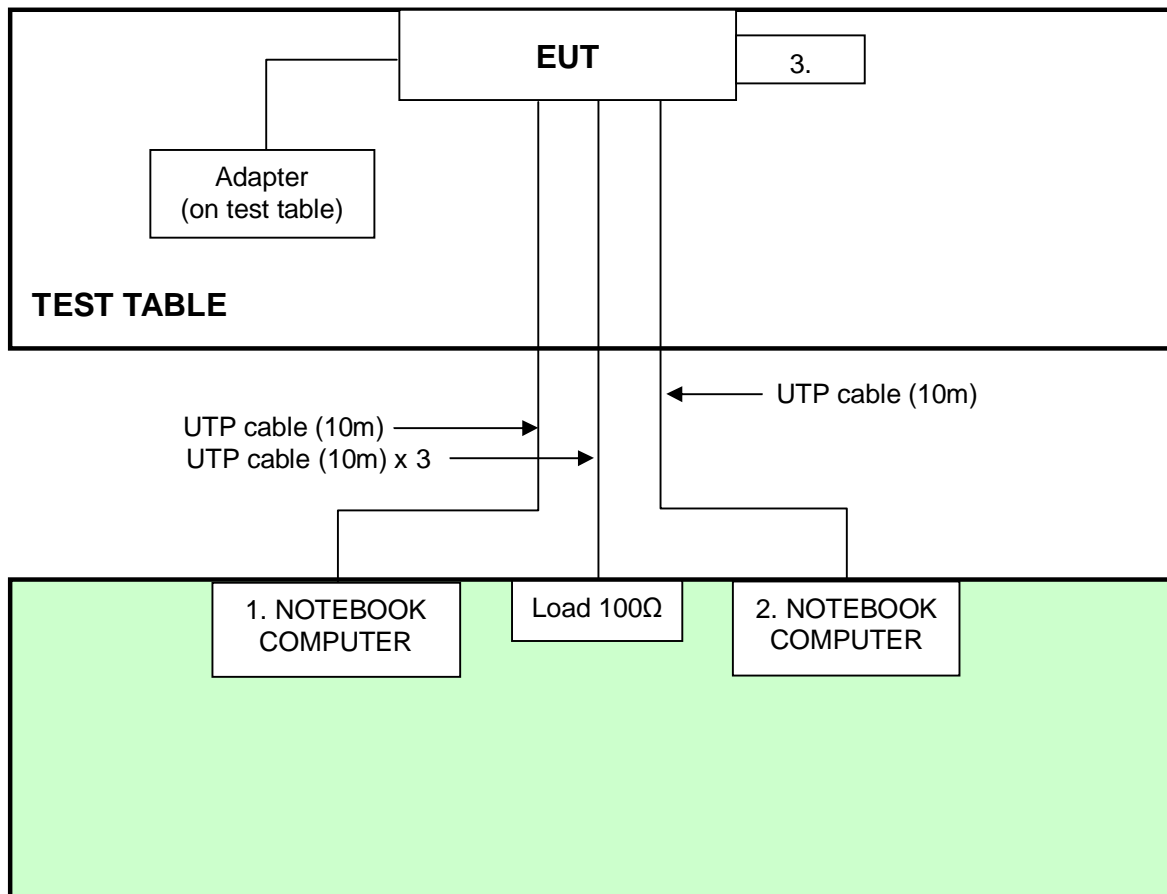 EUT
3.
Adapter
(on test table)
TEST TABLE
UTP cable (10m)
UTP cable (10m)
UTP cable (10m) x 3
1. NOTEBOOK
COMPUTER
Load 100Ω
2. NOTEBOOK
COMPUTER